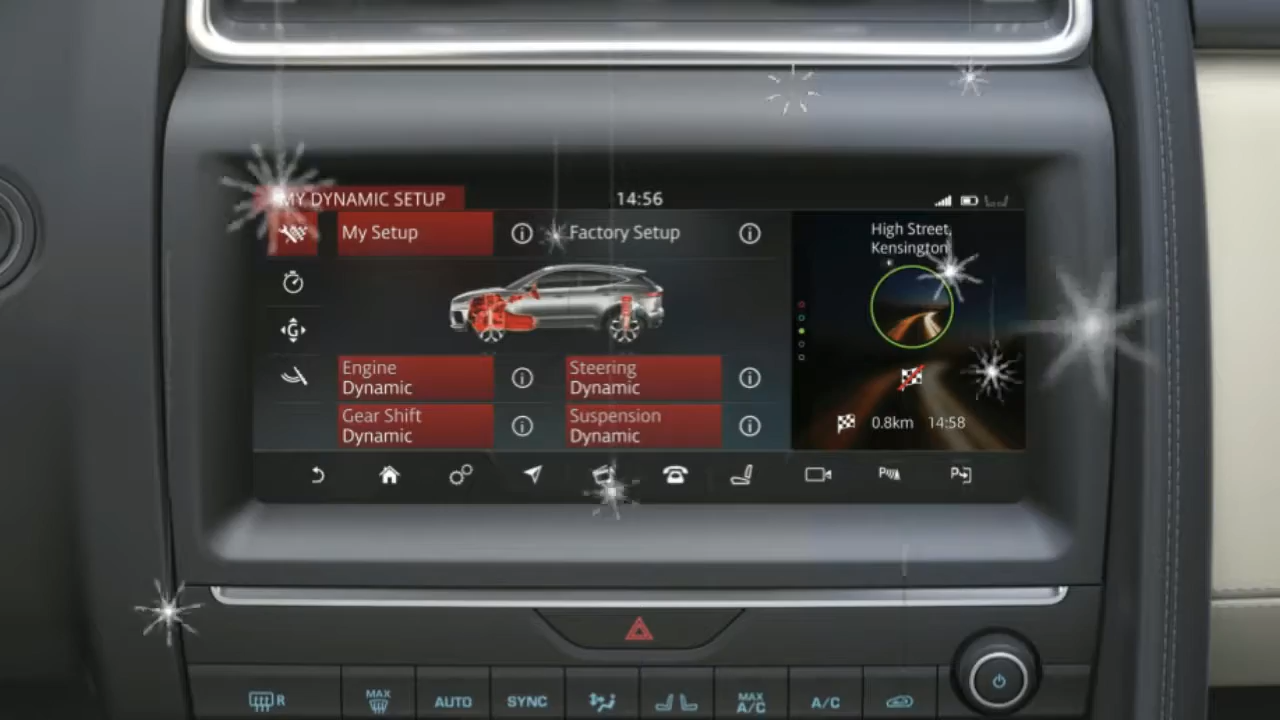 MY DYNAMIC SETUP
14:56
My Setup
Factory Setup
High Street,
Kensington
G
Engine
Dynamic
Steering
Dynamic
Gear Shift
Dynamic
Suspension
Dynamic
0.8km 14:58
P
P
R
MAX
AUTO
SYNC
MAX
A/C
A/C